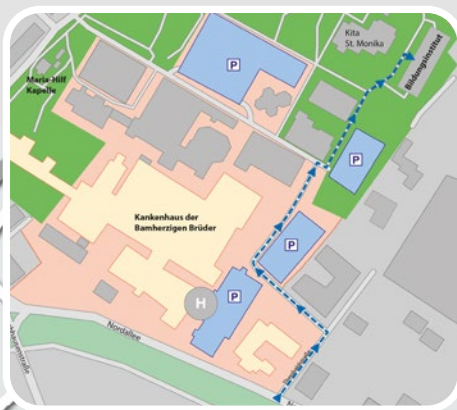 Kita
St. Monika
Bildungsinstitut
P
Maria-Hilf
Kapelle
P
Kankenhaus der
Bamherzigen Brüder
P
H
P
Nordallee